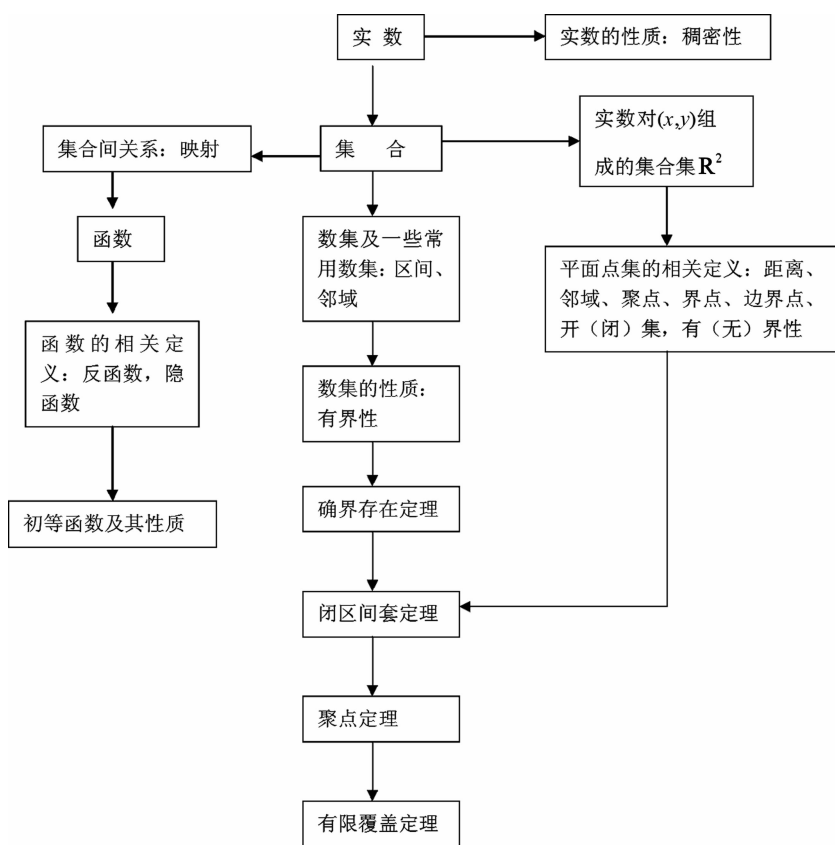 实 数
实数的性质：稠密性
集合间关系：映射
集 合
实数对(x,y)组
成的集合集 R²
函数
数集及一些常
用数集：区间、
邻域
平面点集的相关定义：距离、
邻域、聚点、界点、边界点、
开（闭）集，有（无）界性
函数的相关定
义：反函数，隐
函数
数集的性质：
有界性
初等函数及其性质
确界存在定理
闭区间套定理
聚点定理
有限覆盖定理